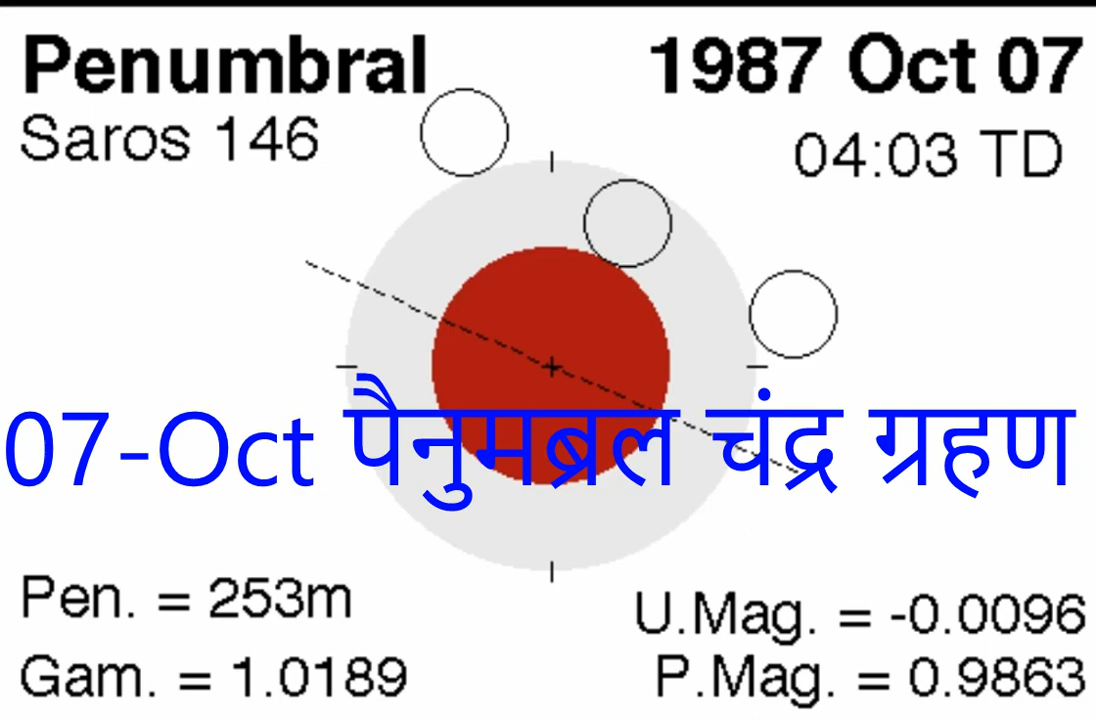 Penumbral
1987 Oct 07
Saros 146
04:03 TD
07-Oct पैनुमब्रल चंद्र ग्रहण
Pen. = 253m
U.Mag. = -0.0096
Gam. = 1.0189
P.Mag. = 0.9863